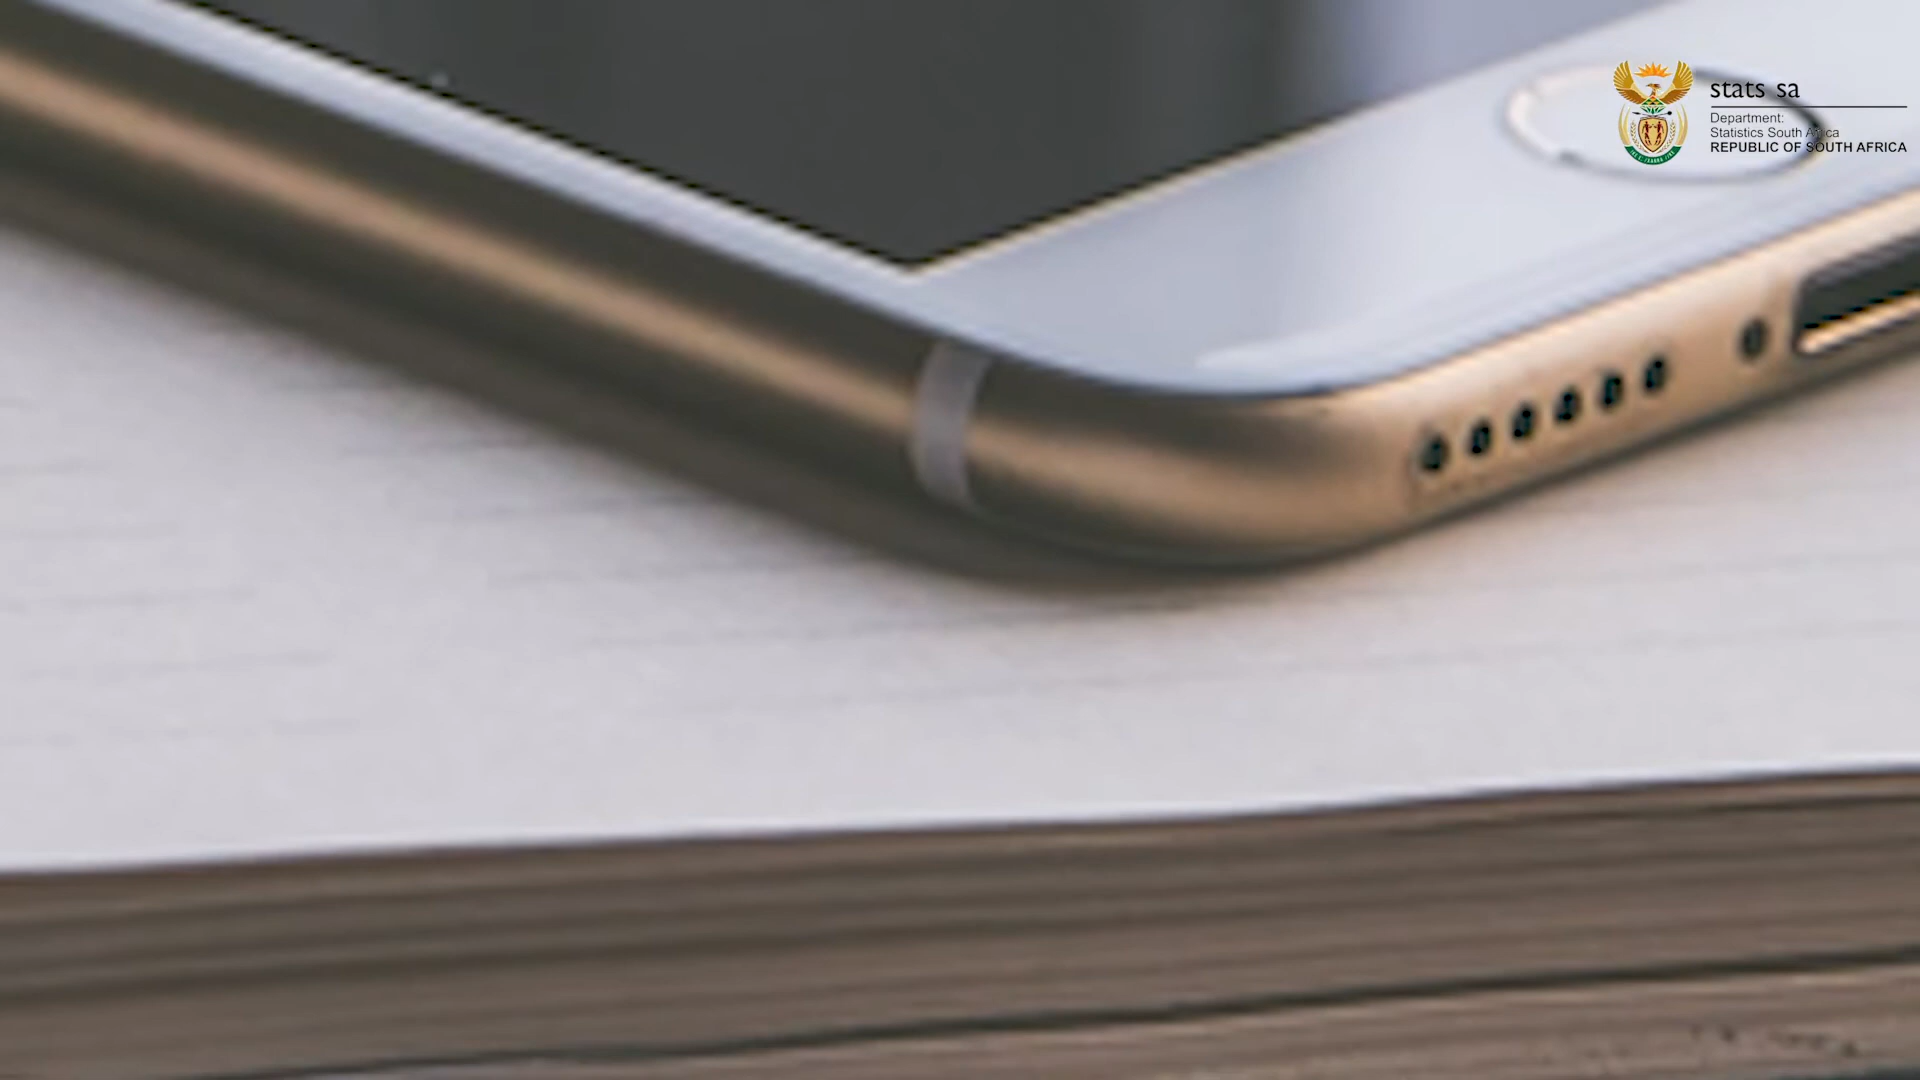 stats sa
Department:
Statistics South Africa
REPUBLIC OF SOUTH AFRICA